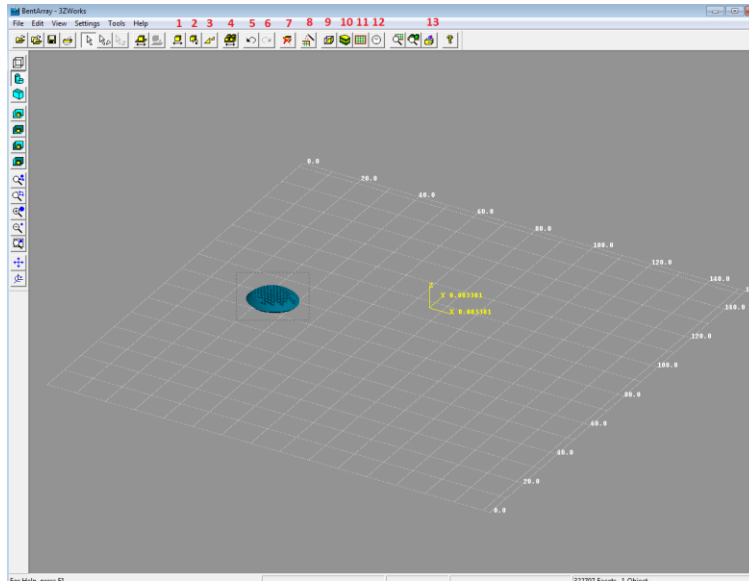 BentArray - 3ZWorks
File Edit View Settings Tools Help
1 2 3 4 5 6 7 8 9 10 11 12 13
0.0
20.0
40.0
60.0
80.0
100.0
120.0
140.0
Z
Y 0.083301
140.0
120.0
100.0
80.0
60.0
40.0
20.0
0.0
For Help, press F1
Facets, 1 Object